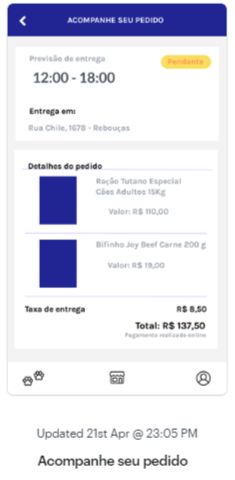 ACOMPANHE SEU PEDIDO
Previsão de entrega
Pendente
12:00 - 18:00
Entrega em:
Rua Chile, 1678 - Rebouças
Detalhes do pedido
Ração Tutano Especial
Cães Adultos 15Kg
Valor: R$ 110,00
Bifinho Joy Beef Carne 200 g
Valor: R$ 19,00
Taxa de entrega R$ 8,50
Total: R$ 137,50
Pagamento realizado online
Updated 21st Apr @ 23:05 PM
Acompanhe seu pedido